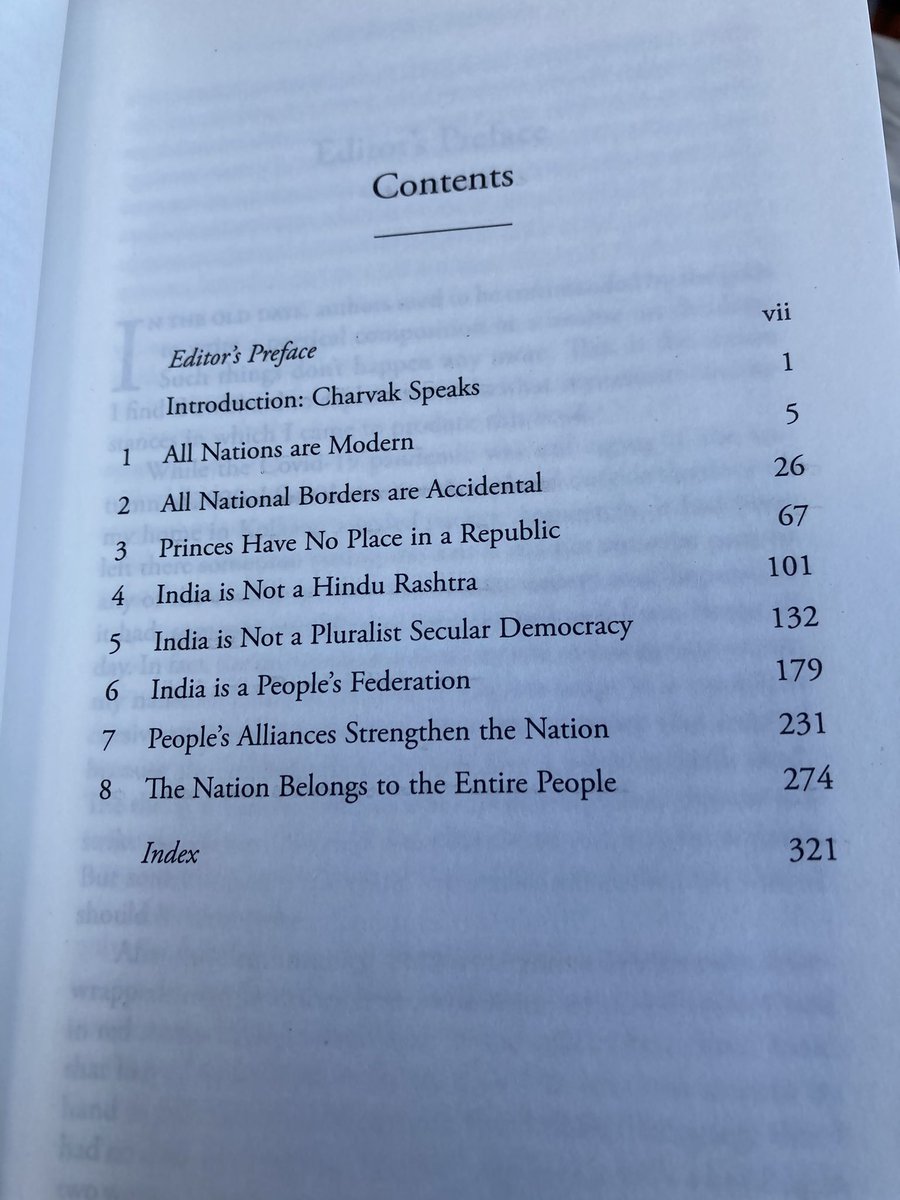 Contents
Editor's Preface vii
Introduction: Charvak Speaks 1
1 All Nations are Modern 5
2 All National Borders are Accidental 26
3 Princes Have No Place in a Republic 67
4 India is Not a Hindu Rashtra 101
5 India is Not a Pluralist Secular Democracy 132
6 India is a People's Federation 179
7 People's Alliances Strengthen the Nation 231
8 The Nation Belongs to the Entire People 274
Index 321